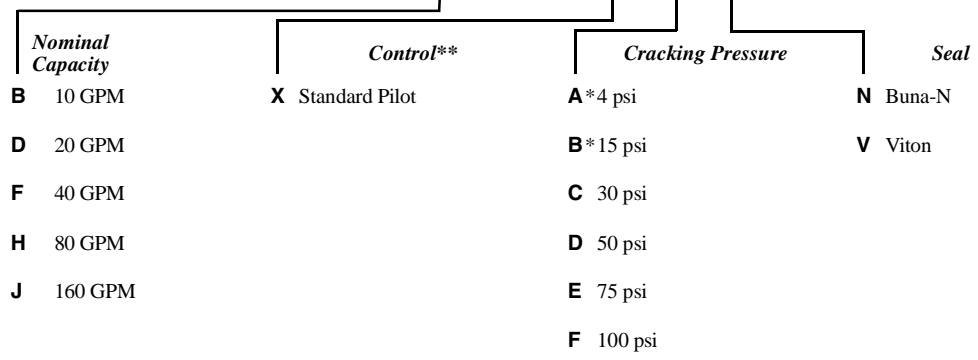 Nominal
Capacity
B 10 GPM
D 20 GPM
F 40 GPM
H 80 GPM
J 160 GPM
Control**
X Standard Pilot
Cracking Pressure
A *4 psi
B *15 psi
C 30 psi
D 50 psi
E 75 psi
F 100 psi
Seal
N Buna-N
V Viton